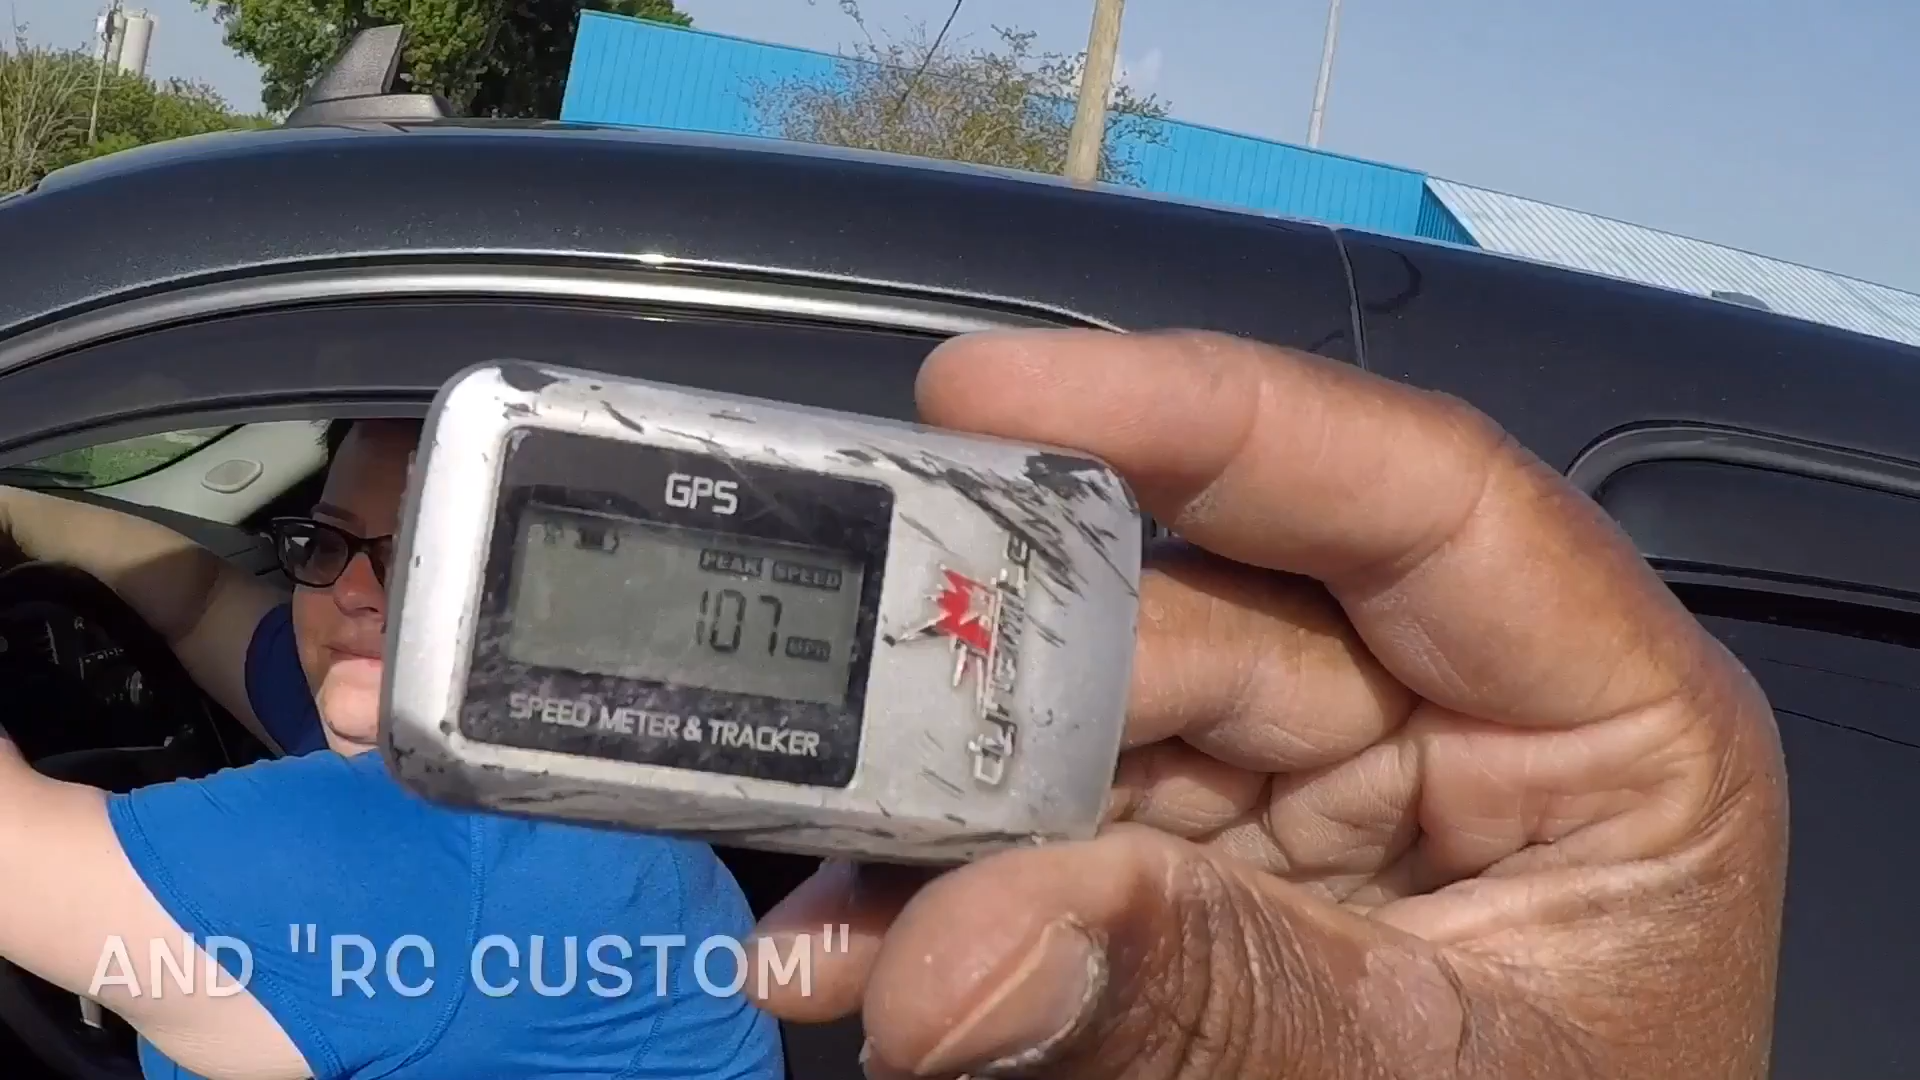 GPS
PEAK SPEED
107 MPH
SPEED METER & TRACKER
AND "RC CUSTOM"